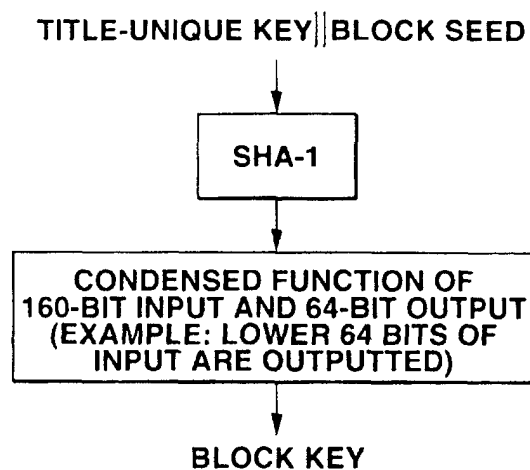 TITLE-UNIQUE KEY||BLOCK SEED
SHA-1
CONDENSED FUNCTION OF
160-BIT INPUT AND 64-BIT OUTPUT
(EXAMPLE: LOWER 64 BITS OF
INPUT ARE OUTPUTTED)
BLOCK KEY